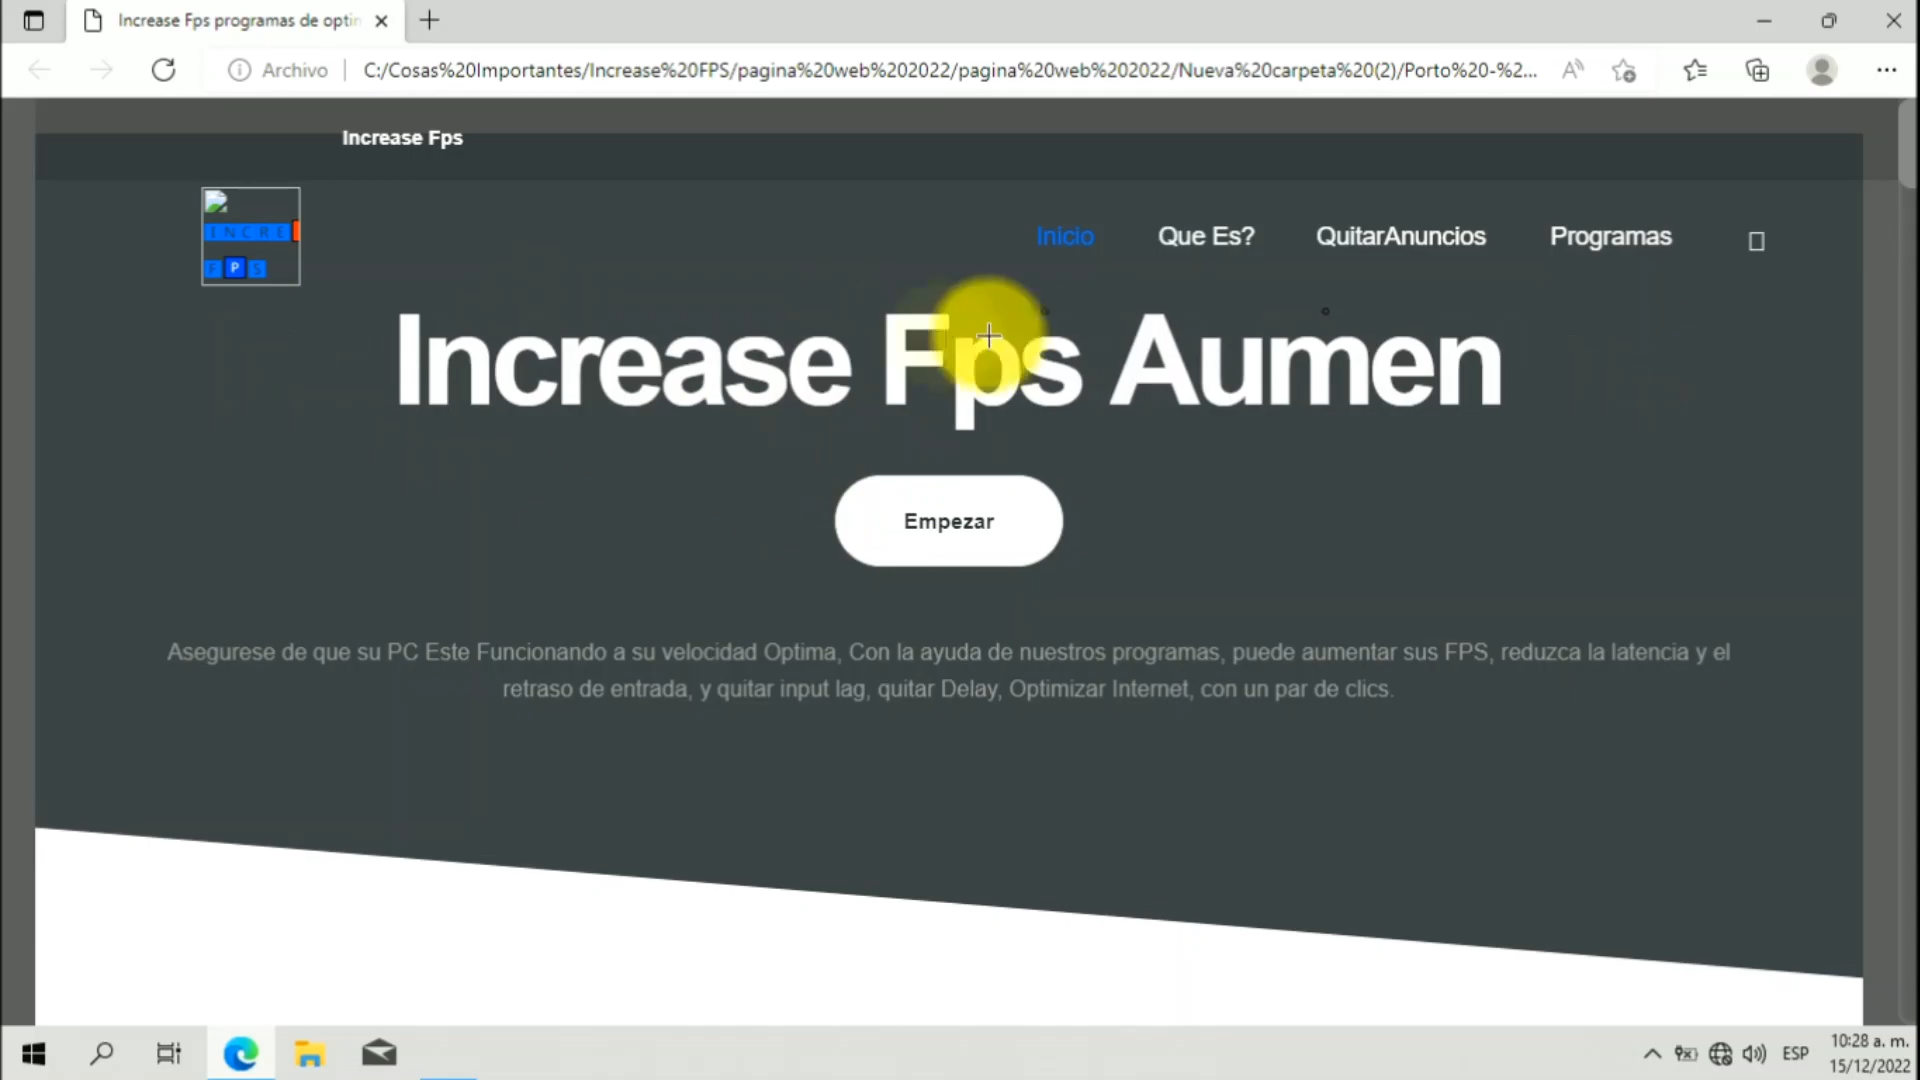 Increase Fps programas de optin
Archivo
C:/Cosas%20Importantes/Increase%20FPS/pagina%20web%202022/pagina%20web%202022/Nueva%20carpeta%20(2)/Porto%20-%2...
Increase Fps
INCRE
FPS
Inicio
Que Es?
QuitarAnuncios
Programas
Increase Fps Aumen
Empezar
Asegurese de que su PC Este Funcionando a su velocidad Optima, Con la ayuda de nuestros programas, puede aumentar sus FPS, reduzca la latencia y el
retraso de entrada, y quitar input lag, quitar Delay, Optimizar Internet, con un par de clics.
ESP
10:28 a. m.
15/12/2022